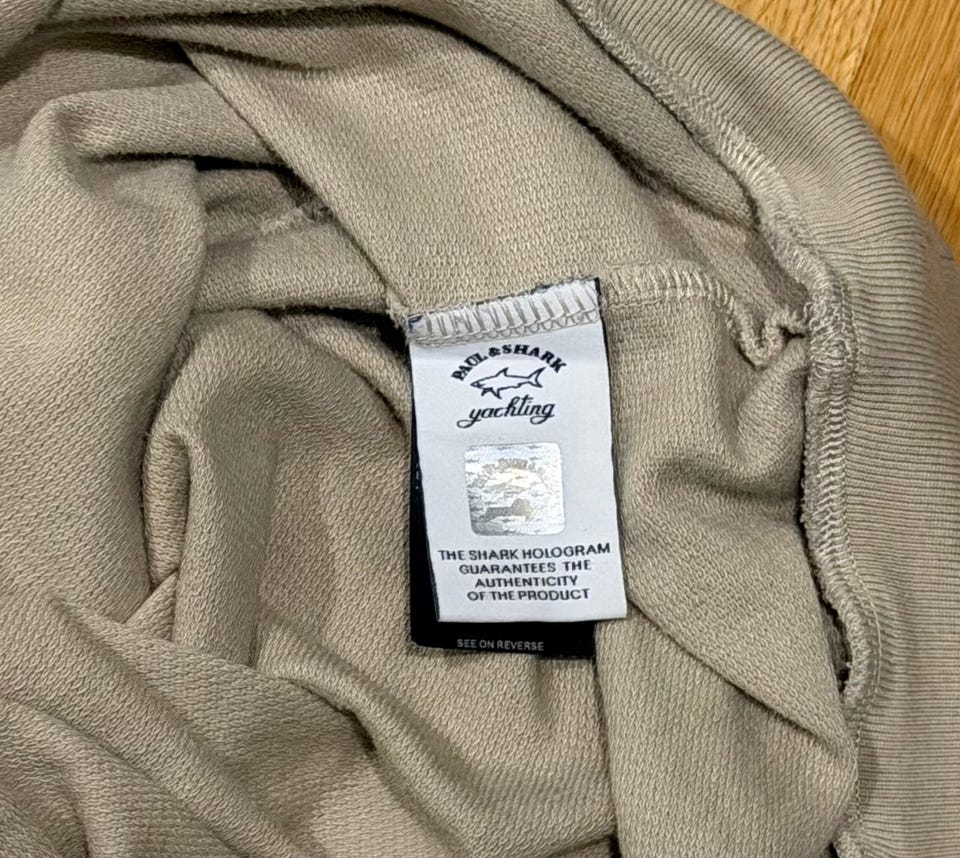 PAUL & SHARK
yachting
THE SHARK HOLOGRAM
GUARANTEES THE
AUTHENTICITY
OF THE PRODUCT
SEE ON REVERSE